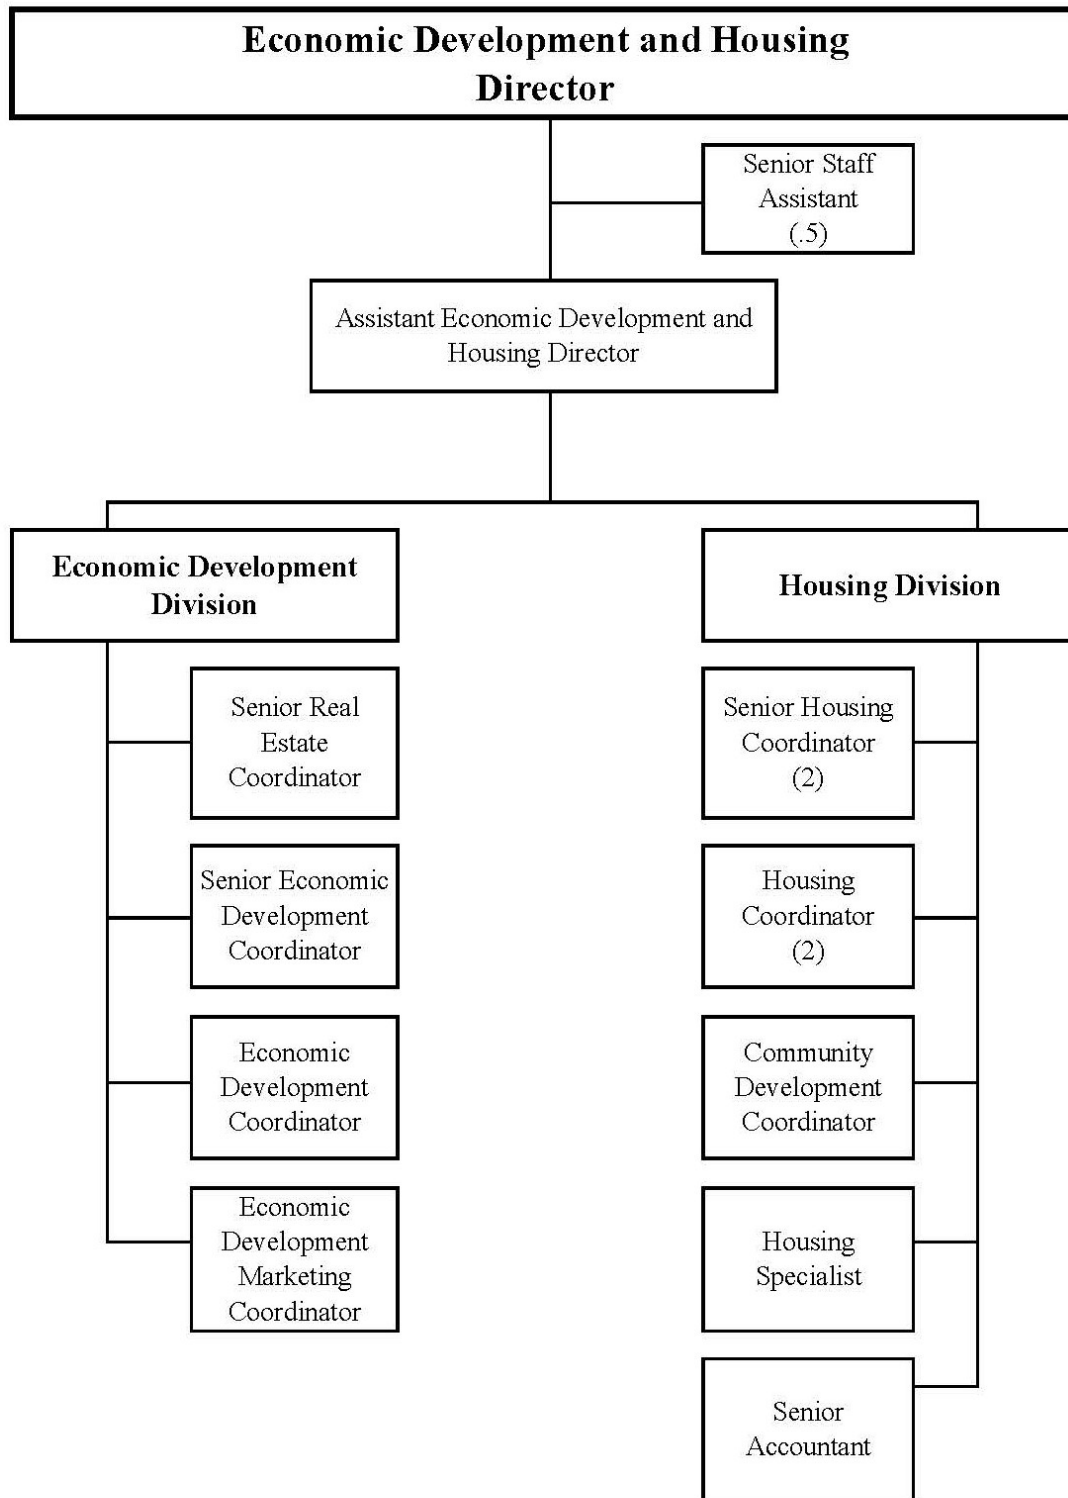 Economic Development and Housing
Director
Senior Staff
Assistant
(.5)
Assistant Economic Development and
Housing Director
Economic Development
Division
Senior Real
Estate
Coordinator
Senior Economic
Development
Coordinator
Economic
Development
Coordinator
Economic
Development
Marketing
Coordinator
Housing Division
Senior Housing
Coordinator
(2)
Housing
Coordinator
(2)
Community
Development
Coordinator
Housing
Specialist
Senior
Accountant